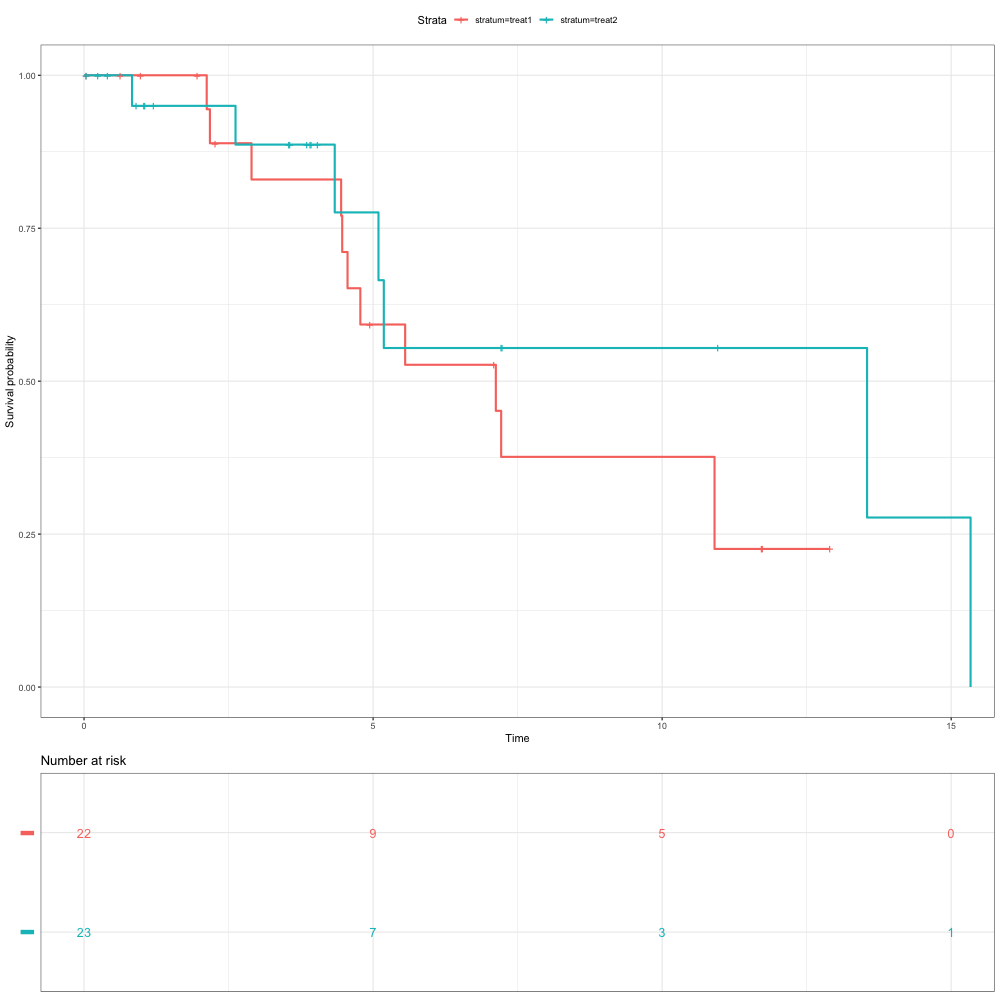 Strata stratum=treat1 stratum=treat2
1.00
0.75
0.50
0.25
0.00
Survival probability
0 5 10 15
Time
Number at risk
22 9 5 0
23 7 3 1